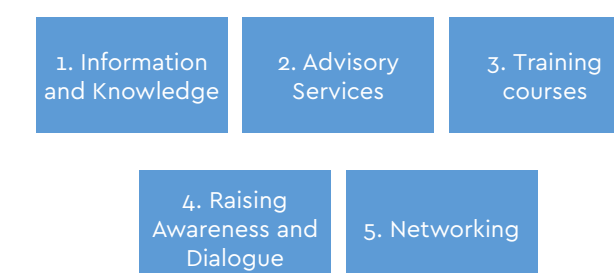 1. Information
and Knowledge
2. Advisory
Services
3. Training
courses
4. Raising
Awareness and
Dialogue
5. Networking